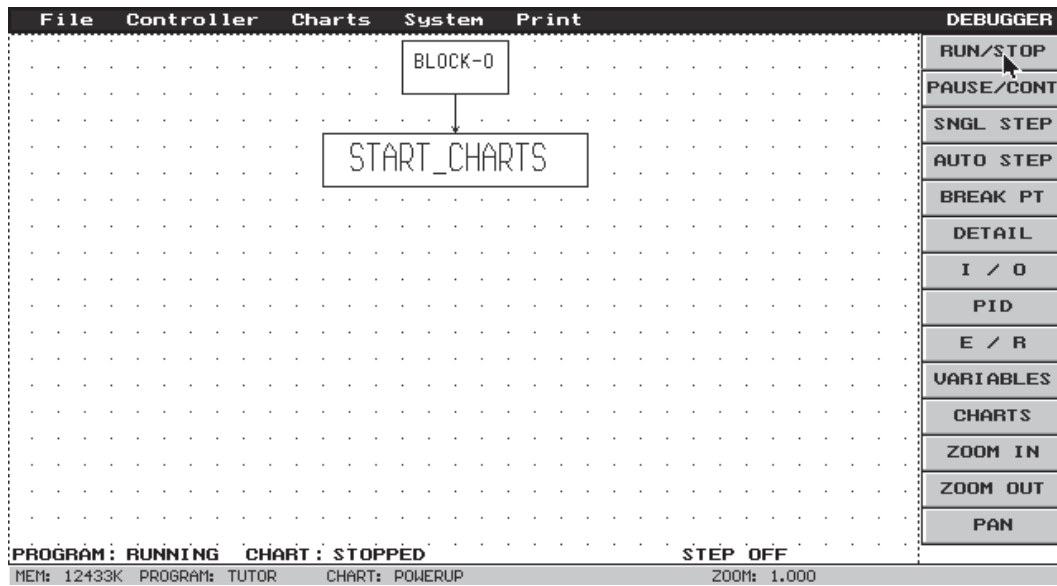 File Controller Charts System Print DEBUGGER
BLOCK-0
START_CHARTS
RUN/STOP
PAUSE/CONT
SNGL STEP
AUTO STEP
BREAK PT
DETAIL
I / O
PID
E / R
VARIABLES
CHARTS
ZOOM IN
ZOOM OUT
PAN
PROGRAM: RUNNING CHART: STOPPED STEP OFF
MEM: 12433K PROGRAM: TUTOR CHART: POWERUP ZOOM: 1.000